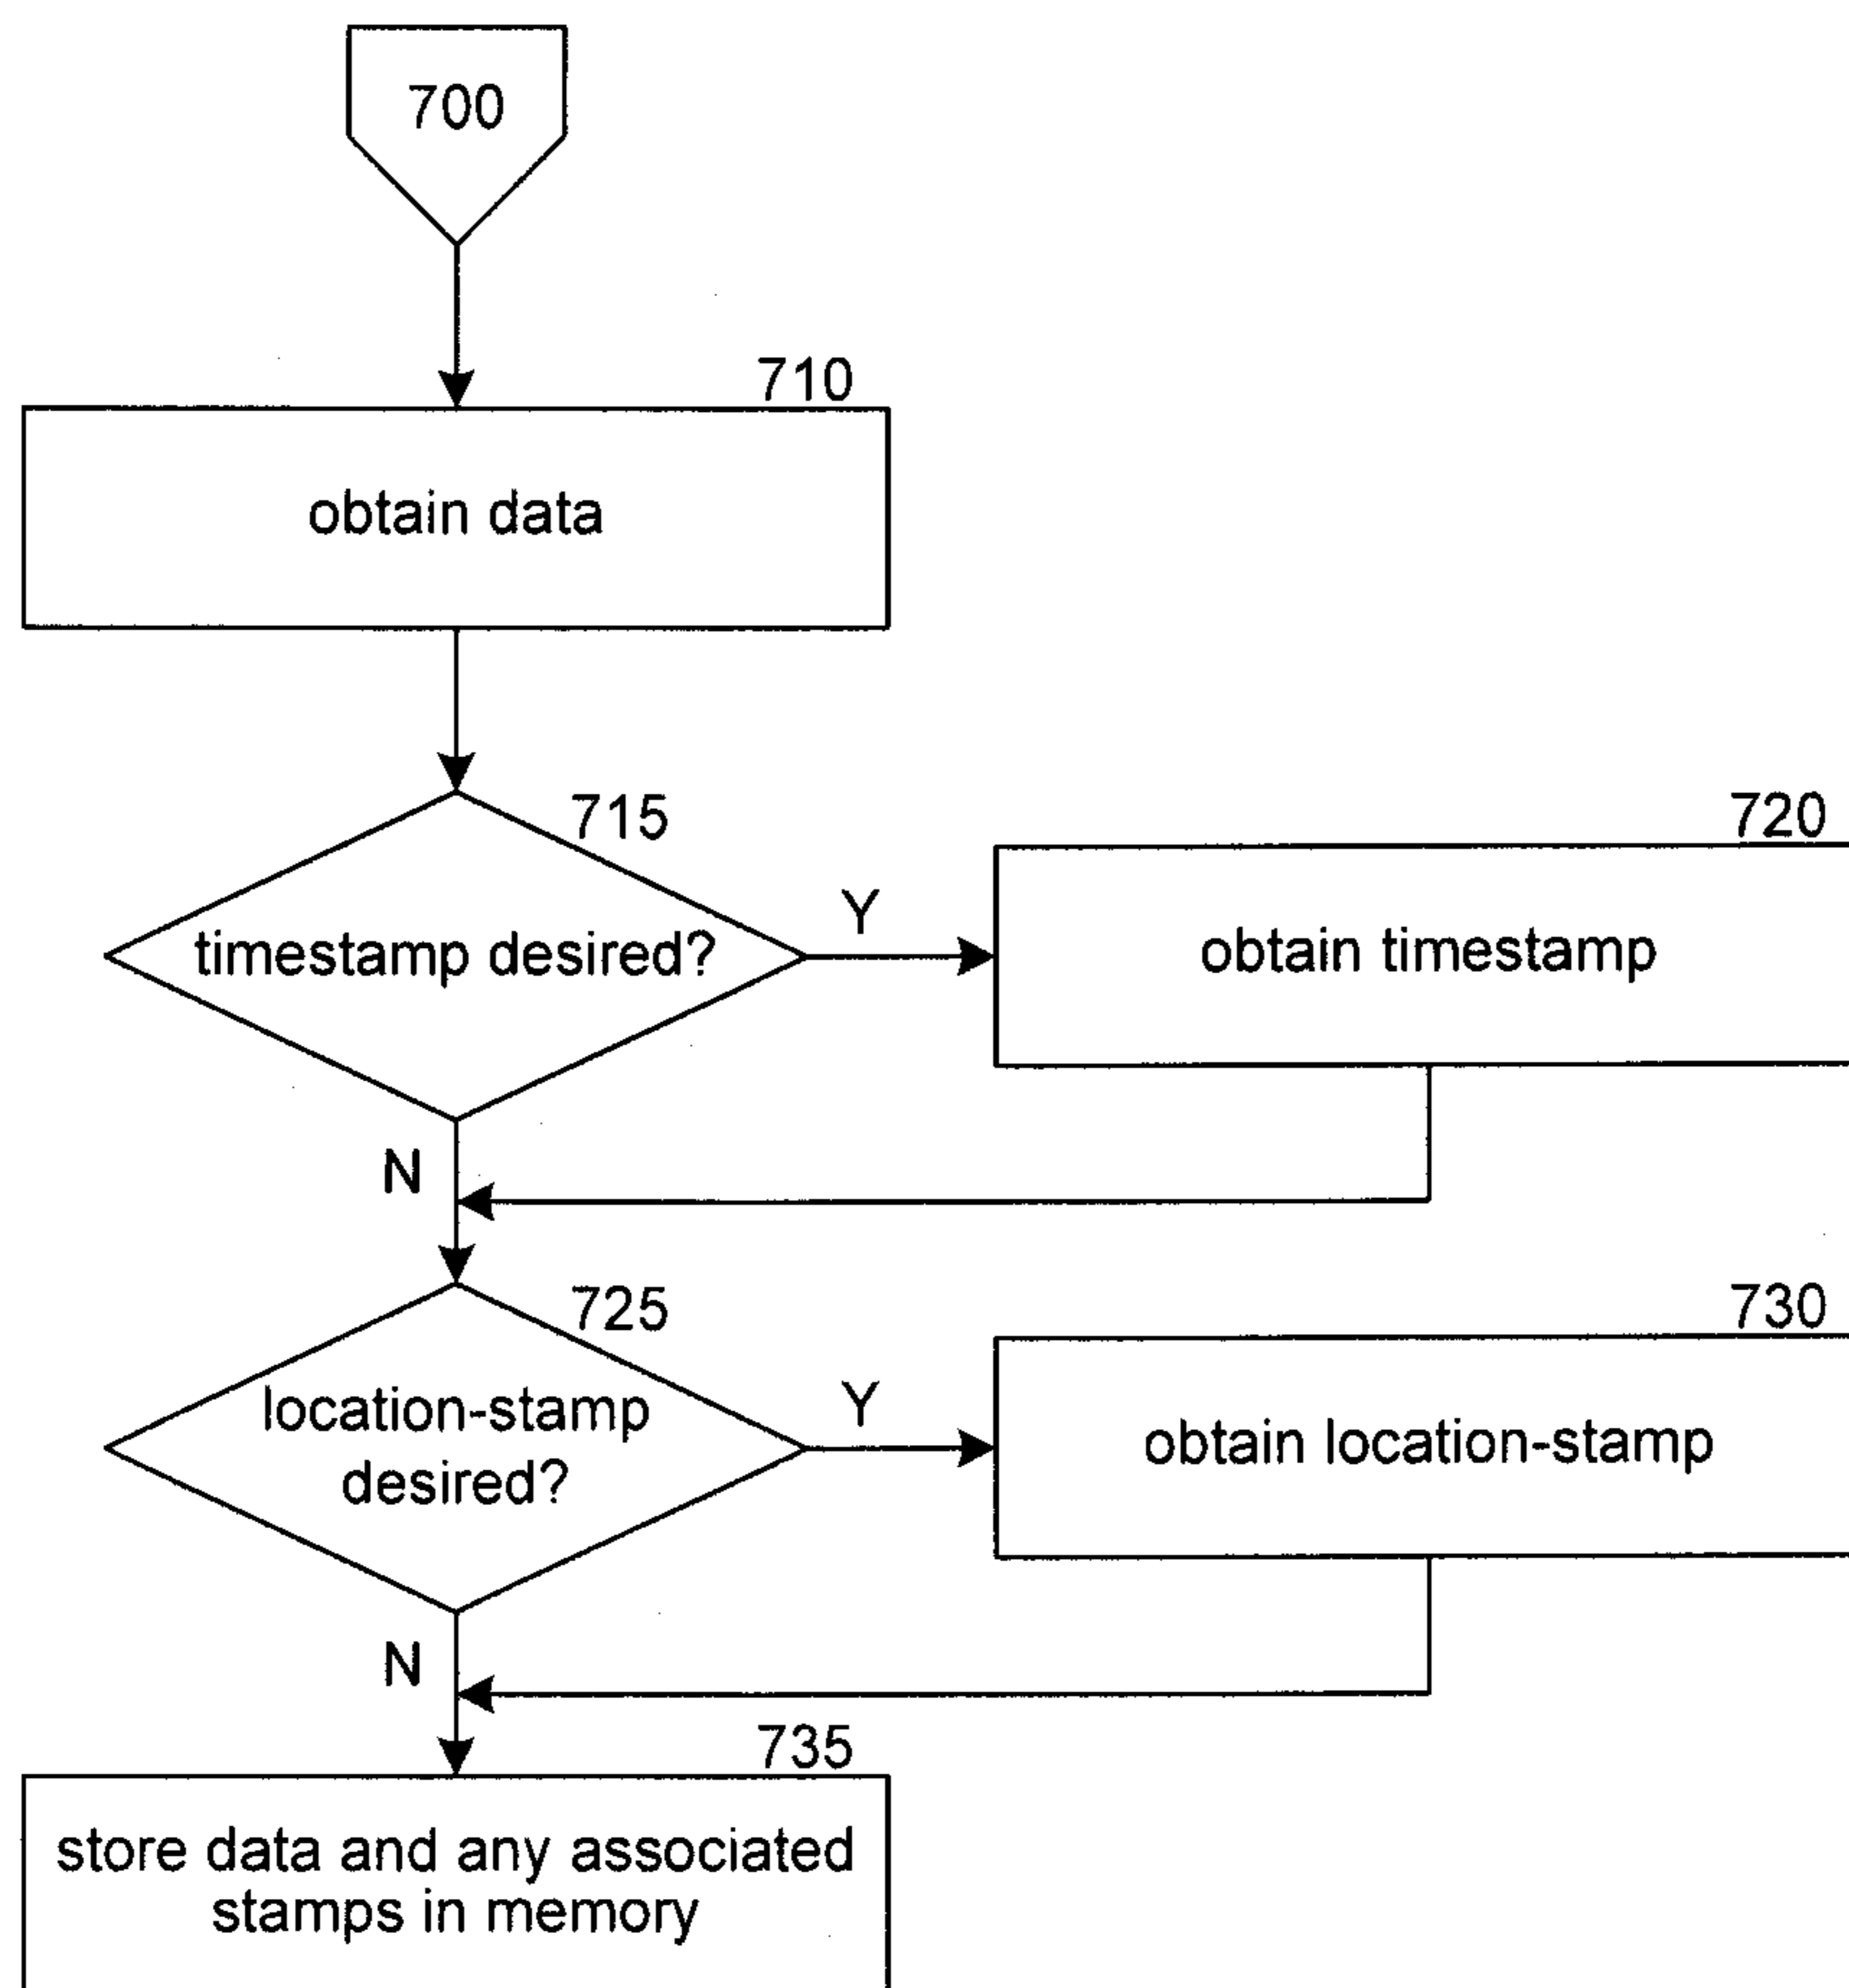 700
710
obtain data
715
timestamp desired?
Y
720
obtain timestamp
N
725
location-stamp
desired?
Y
730
obtain location-stamp
N
735
store data and any associated
stamps in memory